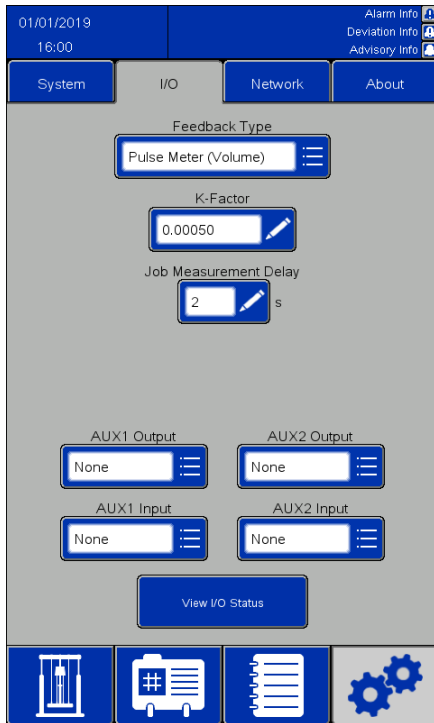 01/01/2019
16:00
Alarm Info
Deviation Info
Advisory Info
System
I/O
Network
About
Feedback Type
Pulse Meter (Volume)
K-Factor
0.00050
Job Measurement Delay
2 s
AUX1 Output
AUX2 Output
None
None
AUX1 Input
AUX2 Input
None
None
View I/O Status
#